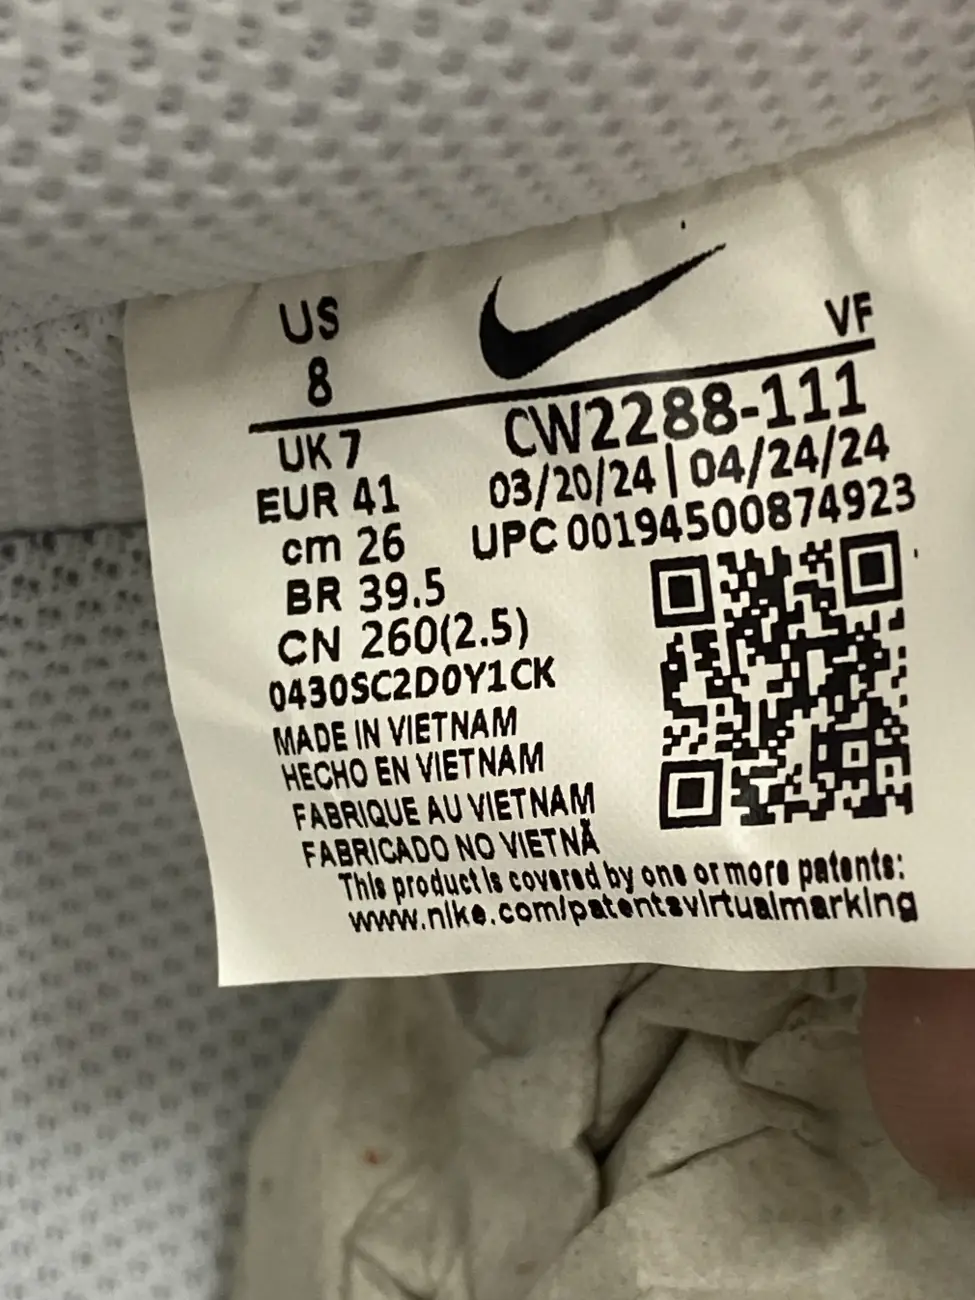 US
8
VF
UK 7
EUR 41
cm 26
BR 39.5
CN 260(2.5)
CW2288-111
03/20/24 | 04/24/24
UPC 00194500874923
0430SC2D0Y1CK
MADE IN VIETNAM
HECHO EN VIETNAM
FABRIQUE AU VIETNAM
FABRICADO NO VIETNÃ
This product is covered by one or more patents:
www.nike.com/patentsvirtualmarking